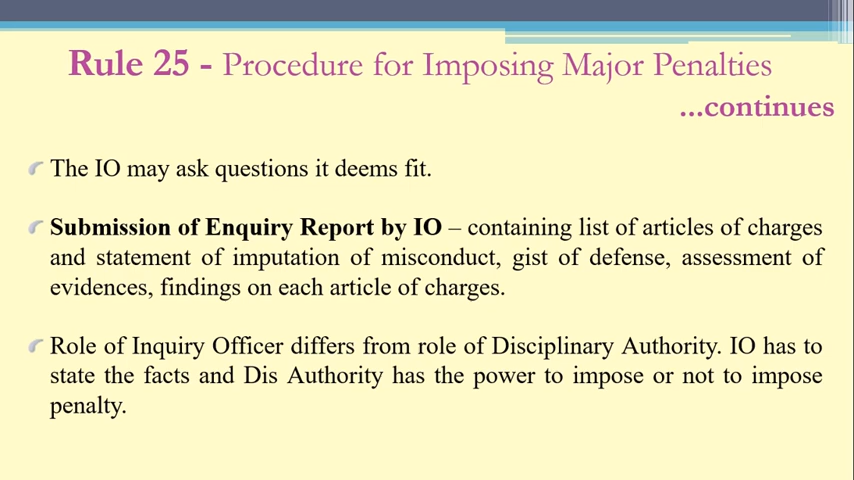 Rule 25 - Procedure for Imposing Major Penalties
...continues
The IO may ask questions it deems fit.
Submission of Enquiry Report by IO – containing list of articles of charges
and statement of imputation of misconduct, gist of defense, assessment of
evidences, findings on each article of charges.
Role of Inquiry Officer differs from role of Disciplinary Authority. IO has to
state the facts and Dis Authority has the power to impose or not to impose
penalty.